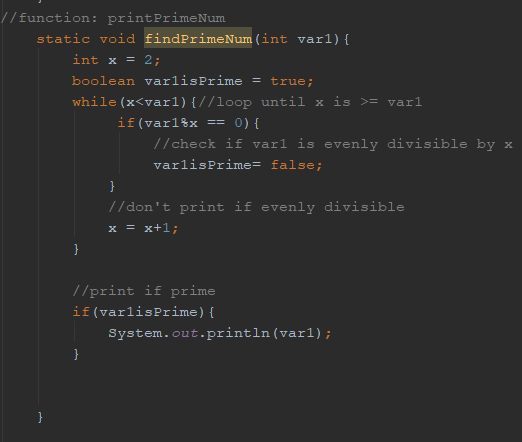 }
//function: printPrimeNum
static void findPrimeNum(int var1){
int x = 2;
boolean var1isPrime = true;
while(x<var1){//loop until x is >= var1
if(var1%x == 0){
//check if var1 is evenly divisible by x
var1isPrime= false;
}
//don't print if evenly divisible
x = x+1;
}
//print if prime
if(var1isPrime){
System.out.println(var1);
}
}